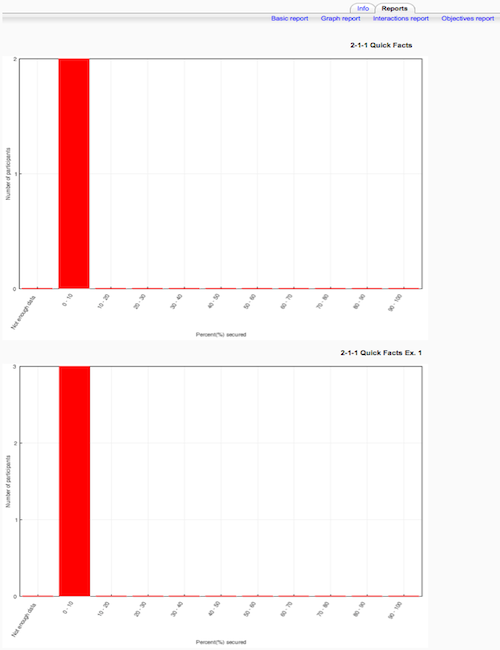 Info Reports
Basic report Graph report Interactions report Objectives report
2-1-1 Quick Facts
2
1
0
Number of participants
Not enough data 0 - 10 10 - 20 20 - 30 30 - 40 40 - 50 50 - 60 60 - 70 70 - 80 80 - 90 90 - 100
Percent(%) secured
2-1-1 Quick Facts Ex. 1
3
2
1
0
Number of participants
Not enough data 0 - 10 10 - 20 20 - 30 30 - 40 40 - 50 50 - 60 60 - 70 70 - 80 80 - 90 90 - 100
Percent(%) secured